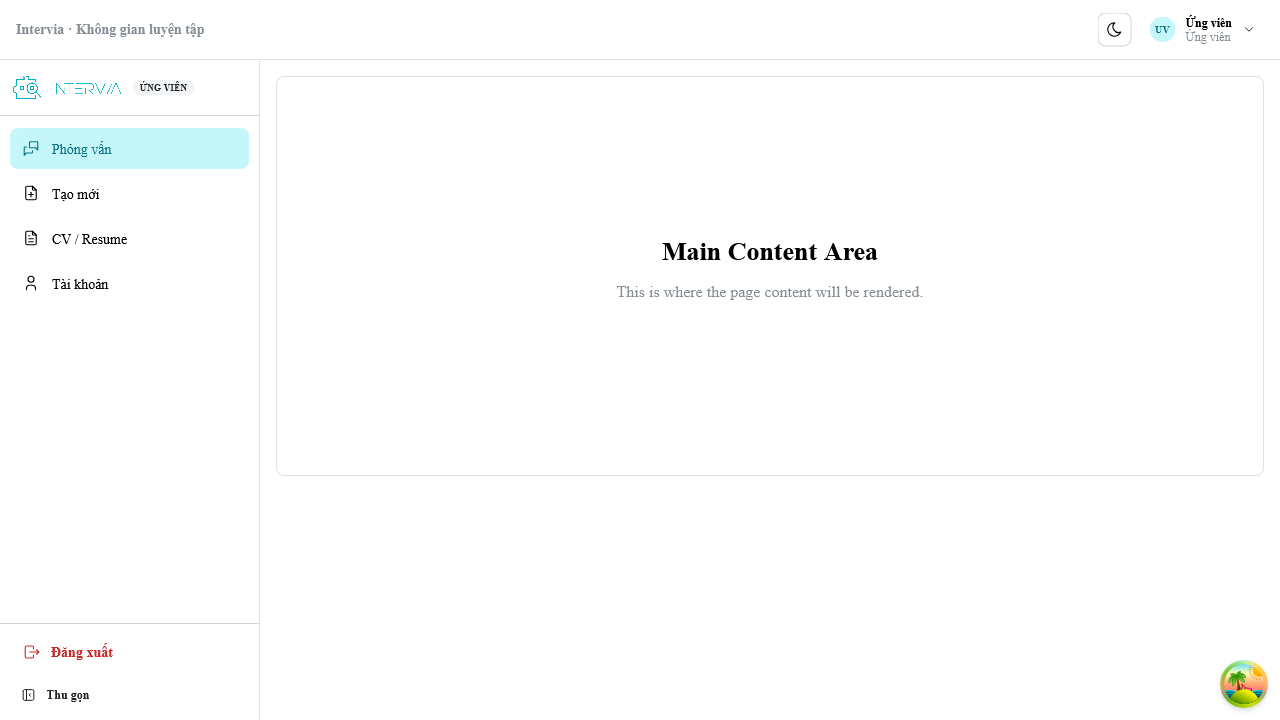 Intervia · Không gian luyện tập
UV
Ứng viên
Ứng viên
NTERVIA
ỨNG VIÊN
Phỏng vấn
Tạo mới
CV / Resume
Tài khoản
Main Content Area
This is where the page content will be rendered.
Đăng xuất
Thu gọn